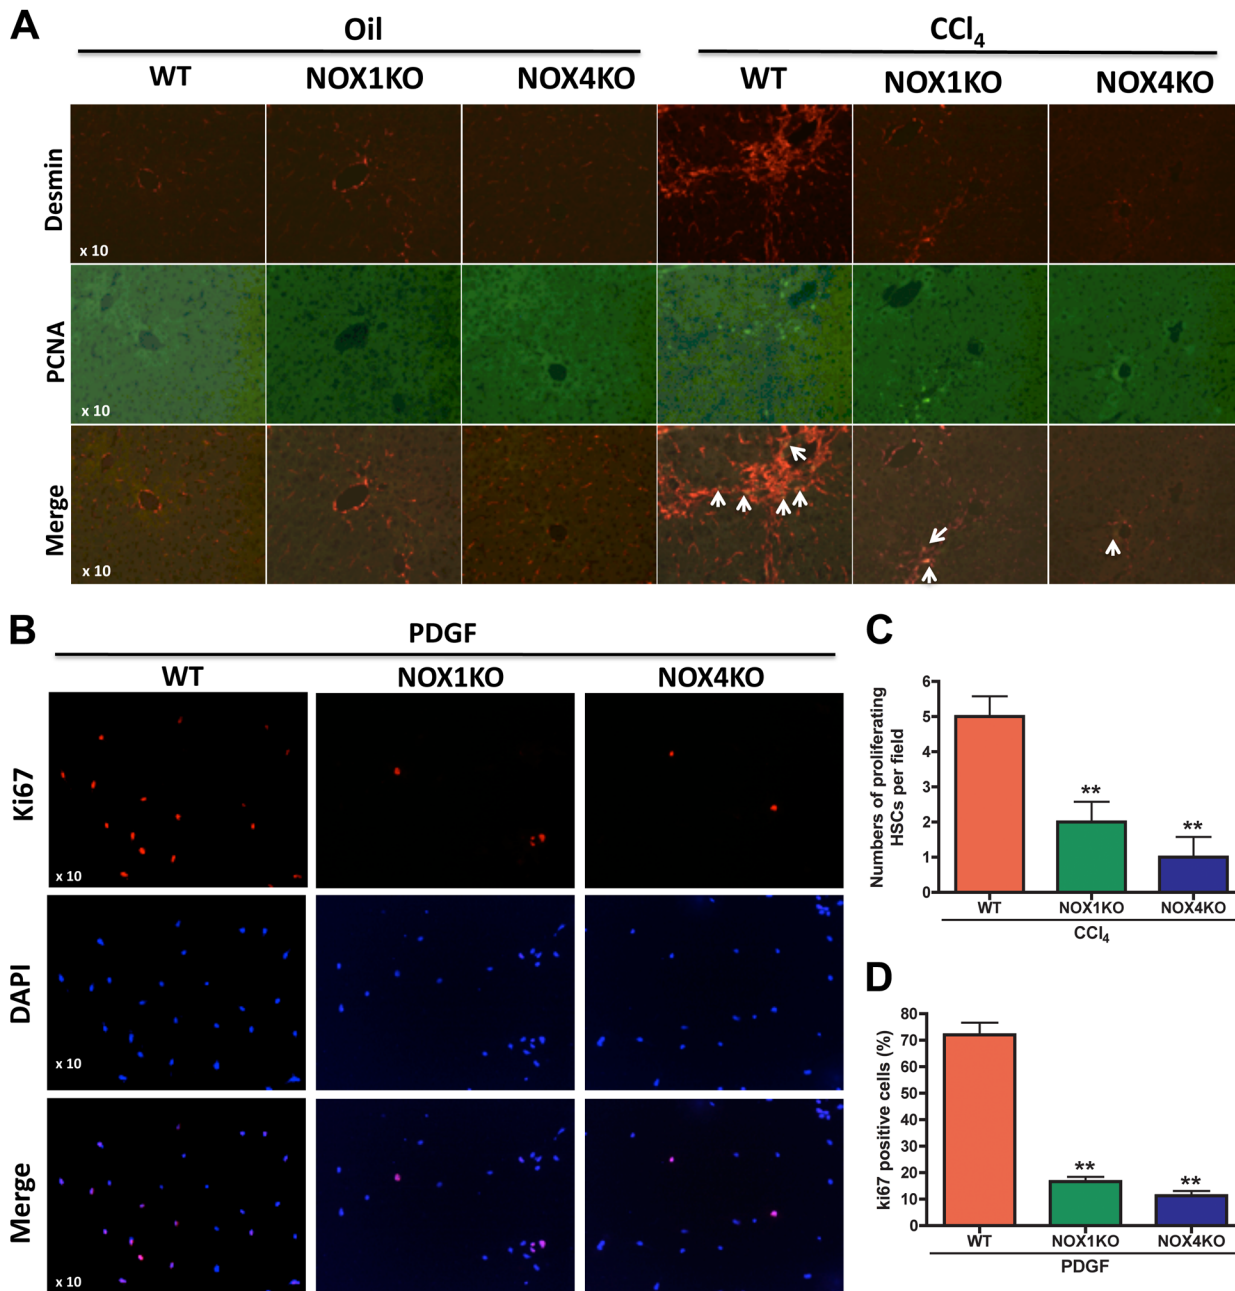 A
Oil
CCl4
WT NOX1KO NOX4KO WT NOX1KO NOX4KO
Desmin
x 10
PCNA
x 10
Merge
x 10
B
PDGF
WT NOX1KO NOX4KO
Ki67
x 10
DAPI
x 10
Merge
x 10
C
Numbers of proliferating
HSCs per field
6
5
4
3
2
1
0
**
**
WT NOX1KO NOX4KO
CCl4
D
ki67 positive cells (%)
80
70
60
50
40
30
20
10
0
**
**
WT NOX1KO NOX4KO
PDGF